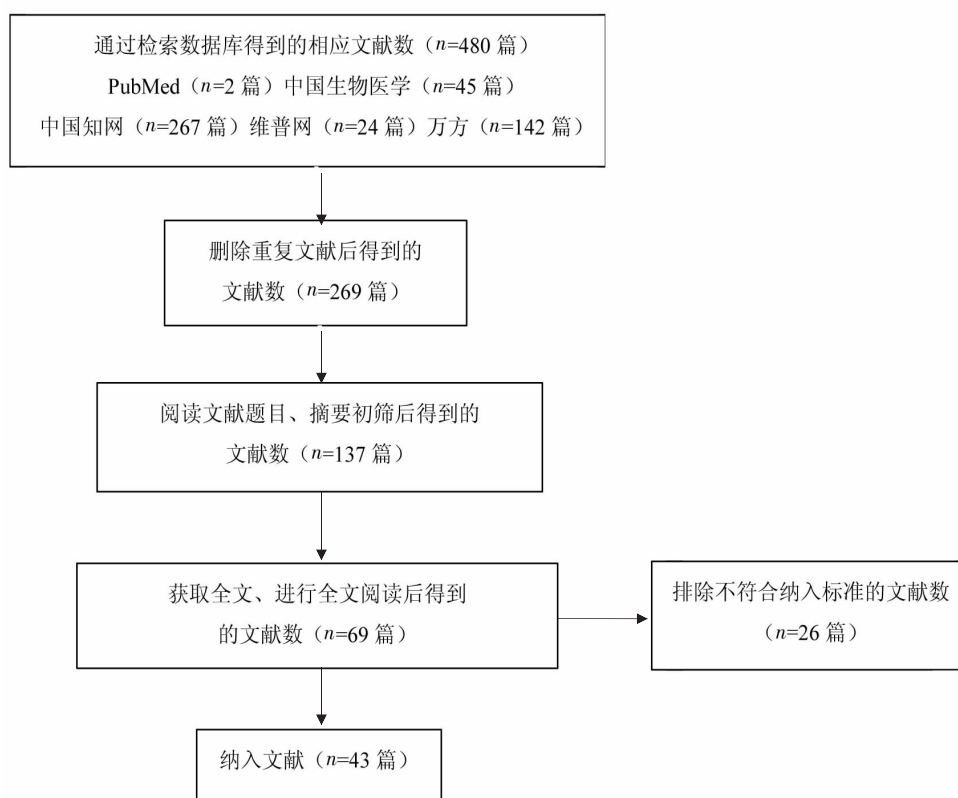 通过检索数据库得到的相应文献数（n=480 篇）
PubMed（n=2 篇）中国生物医学（n=45 篇）
中国知网（n=267 篇）维普网（n=24 篇）万方（n=142 篇）
删除重复文献后得到的
文献数（n=269 篇）
阅读文献题目、摘要初筛后得到的
文献数（n=137 篇）
获取全文、进行全文阅读后得到
的文献数（n=69 篇）
排除不符合纳入标准的文献数
（n=26 篇）
纳入文献（n=43 篇）